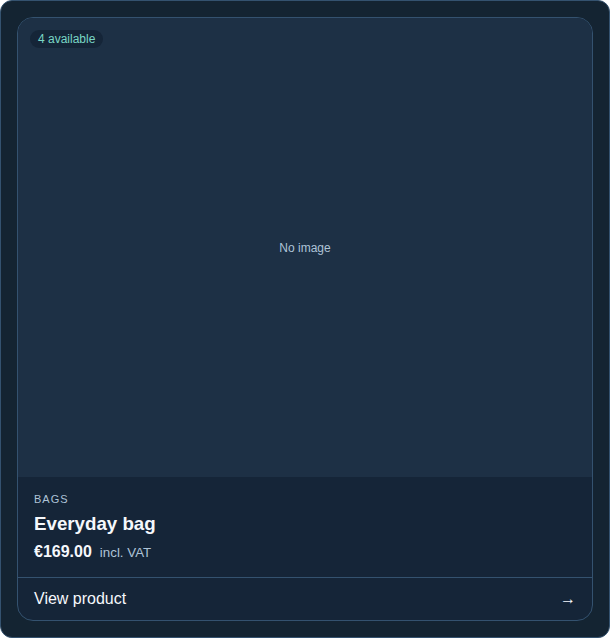 4 available
No image
BAGS
Everyday bag
€169.00 incl. VAT
View product →